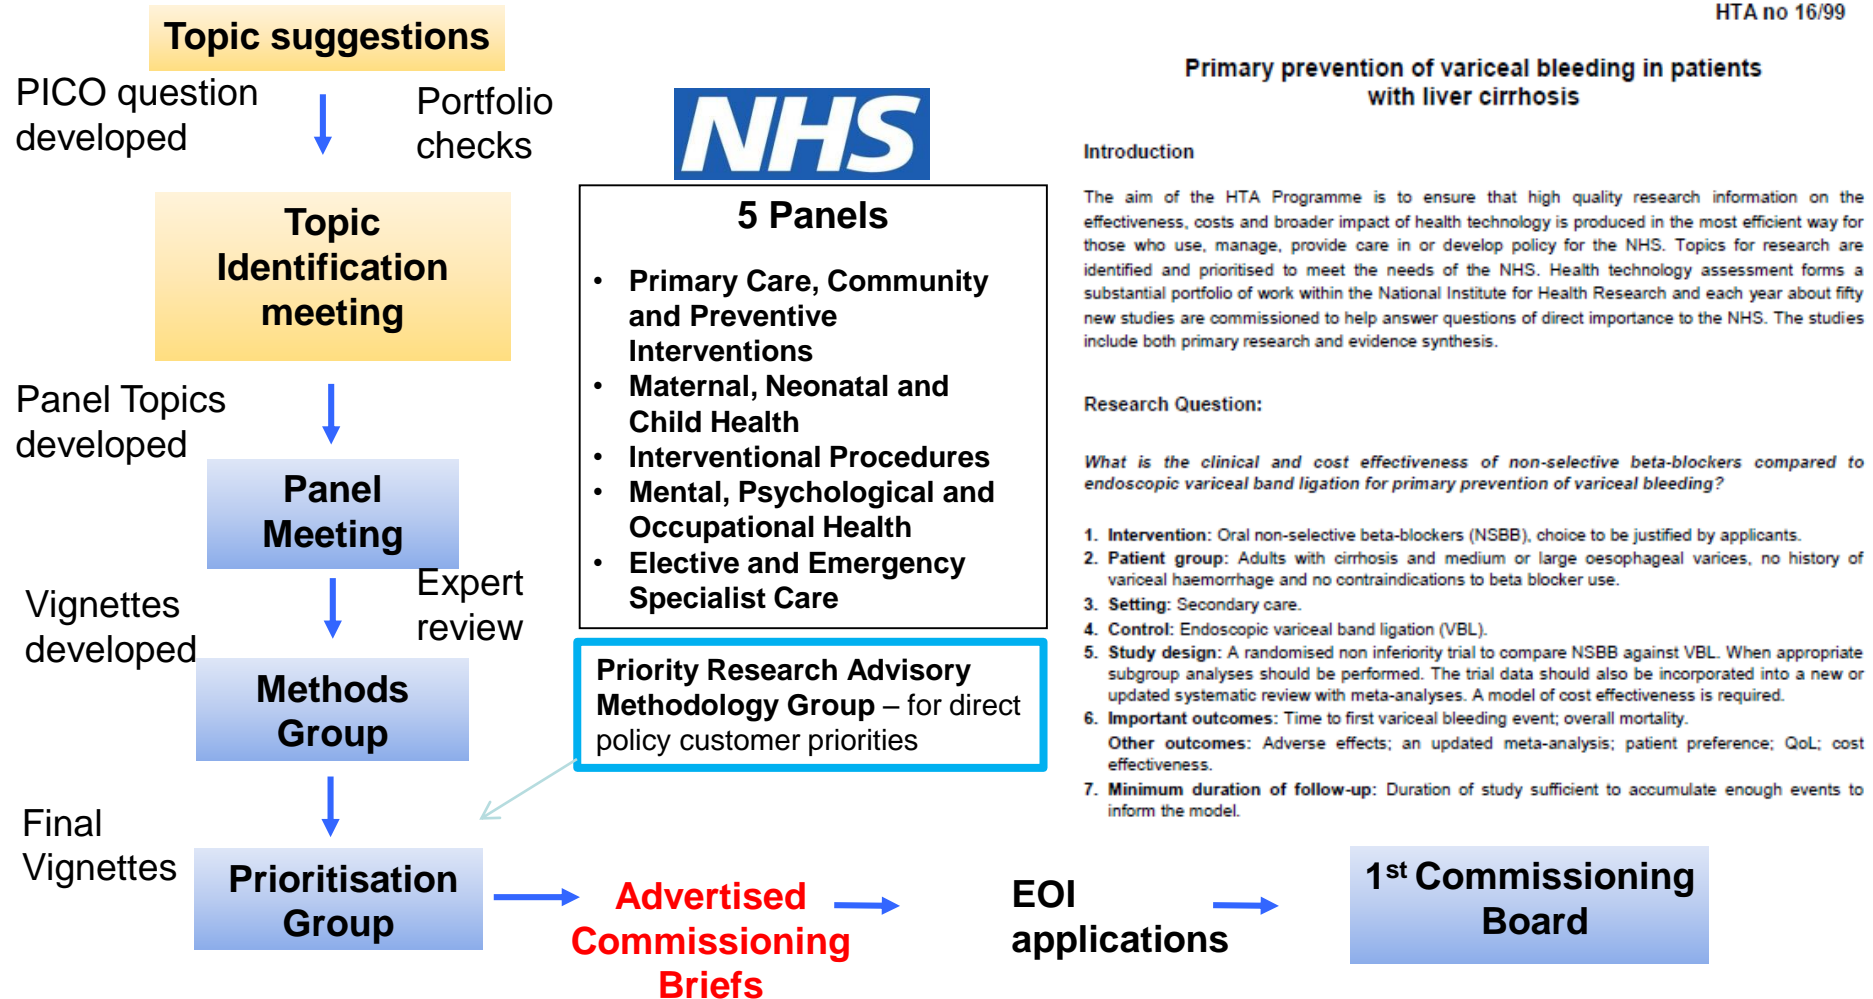 Topic suggestions
PICO question
developed
Portfolio
checks
Topic
Identification
meeting
Panel Topics
developed
Panel
Meeting
Vignettes
developed
Expert
review
Methods
Group
Final
Vignettes
Prioritisation
Group
NHS
5 Panels
• Primary Care, Community
and Preventive
Interventions
• Maternal, Neonatal and
Child Health
• Interventional Procedures
• Mental, Psychological and
Occupational Health
• Elective and Emergency
Specialist Care
Priority Research Advisory
Methodology Group – for direct
policy customer priorities
Advertised
Commissioning
Briefs
EOI
applications
1st Commissioning
Board
HTA no 16/99
Primary prevention of variceal bleeding in patients
with liver cirrhosis
Introduction
The aim of the HTA Programme is to ensure that high quality research information on the
effectiveness, costs and broader impact of health technology is produced in the most efficient way for
those who use, manage, provide care in or develop policy for the NHS. Topics for research are
identified and prioritised to meet the needs of the NHS. Health technology assessment forms a
substantial portfolio of work within the National Institute for Health Research and each year about fifty
new studies are commissioned to help answer questions of direct importance to the NHS. The studies
include both primary research and evidence synthesis.
Research Question:
What is the clinical and cost effectiveness of non-selective beta-blockers compared to
endoscopic variceal band ligation for primary prevention of variceal bleeding?
1. Intervention: Oral non-selective beta-blockers (NSBB), choice to be justified by applicants.
2. Patient group: Adults with cirrhosis and medium or large oesophageal varices, no history of
variceal haemorrhage and no contraindications to beta blocker use.
3. Setting: Secondary care.
4. Control: Endoscopic variceal band ligation (VBL).
5. Study design: A randomised non inferiority trial to compare NSBB against VBL. When appropriate
subgroup analyses should be performed. The trial data should also be incorporated into a new or
updated systematic review with meta-analyses. A model of cost effectiveness is required.
6. Important outcomes: Time to first variceal bleeding event; overall mortality.
Other outcomes: Adverse effects; an updated meta-analysis; patient preference; QoL; cost
effectiveness.
7. Minimum duration of follow-up: Duration of study sufficient to accumulate enough events to
inform the model.